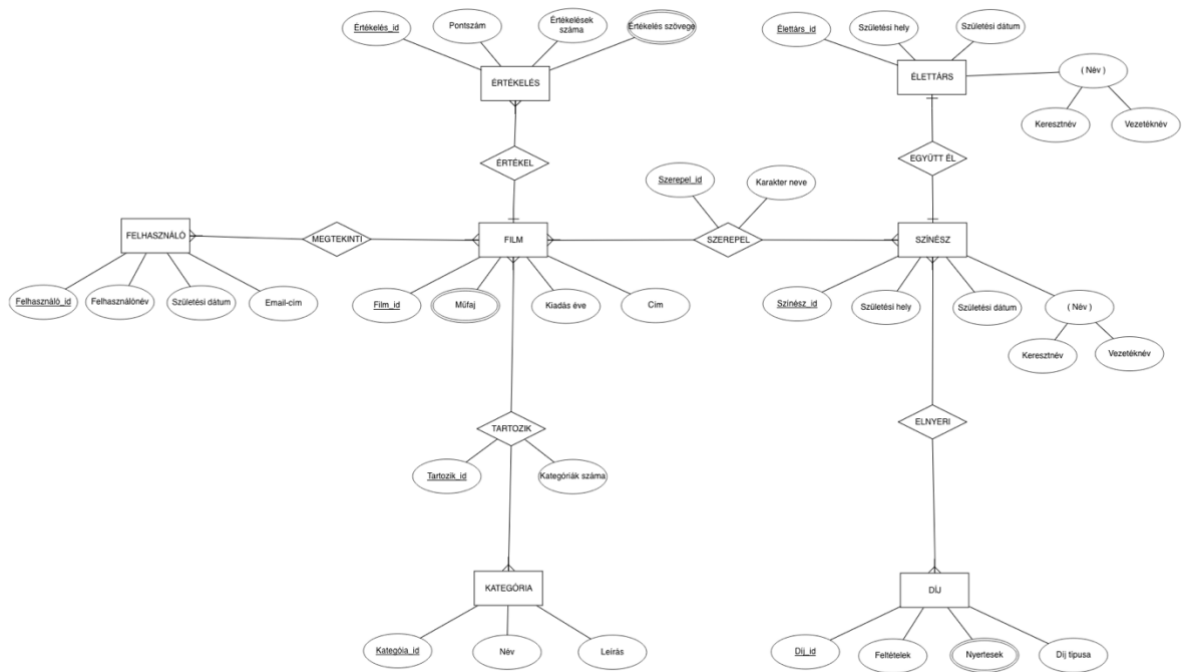 Értékelés_id
Pontszám
Értékelések
száma
Értékelés szövege
Élettárs_id
Születési hely
Születési dátum
ÉRTÉKELÉS
ÉLETTÁRS
( Név )
Keresztnév
Vezetéknév
ÉRTÉKEL
EGYÜTT ÉL
Szerepel_id
Karakter neve
FELHASZNÁLÓ
MEGTEKINTI
FILM
SZEREPEL
SZÍNÉSZ
Felhasználó_id
Felhasználónév
Születési dátum
Email-cím
Film_id
Műfaj
Kiadás éve
Cím
Színész_id
Születési hely
Születési dátum
( Név )
Keresztnév
Vezetéknév
TARTOZIK
ELNYERI
Tartozik_id
Kategóriák száma
KATEGÓRIA
DÍJ
Kategóia_id
Név
Leírás
Díj_id
Feltételek
Nyertesek
Díj típusa